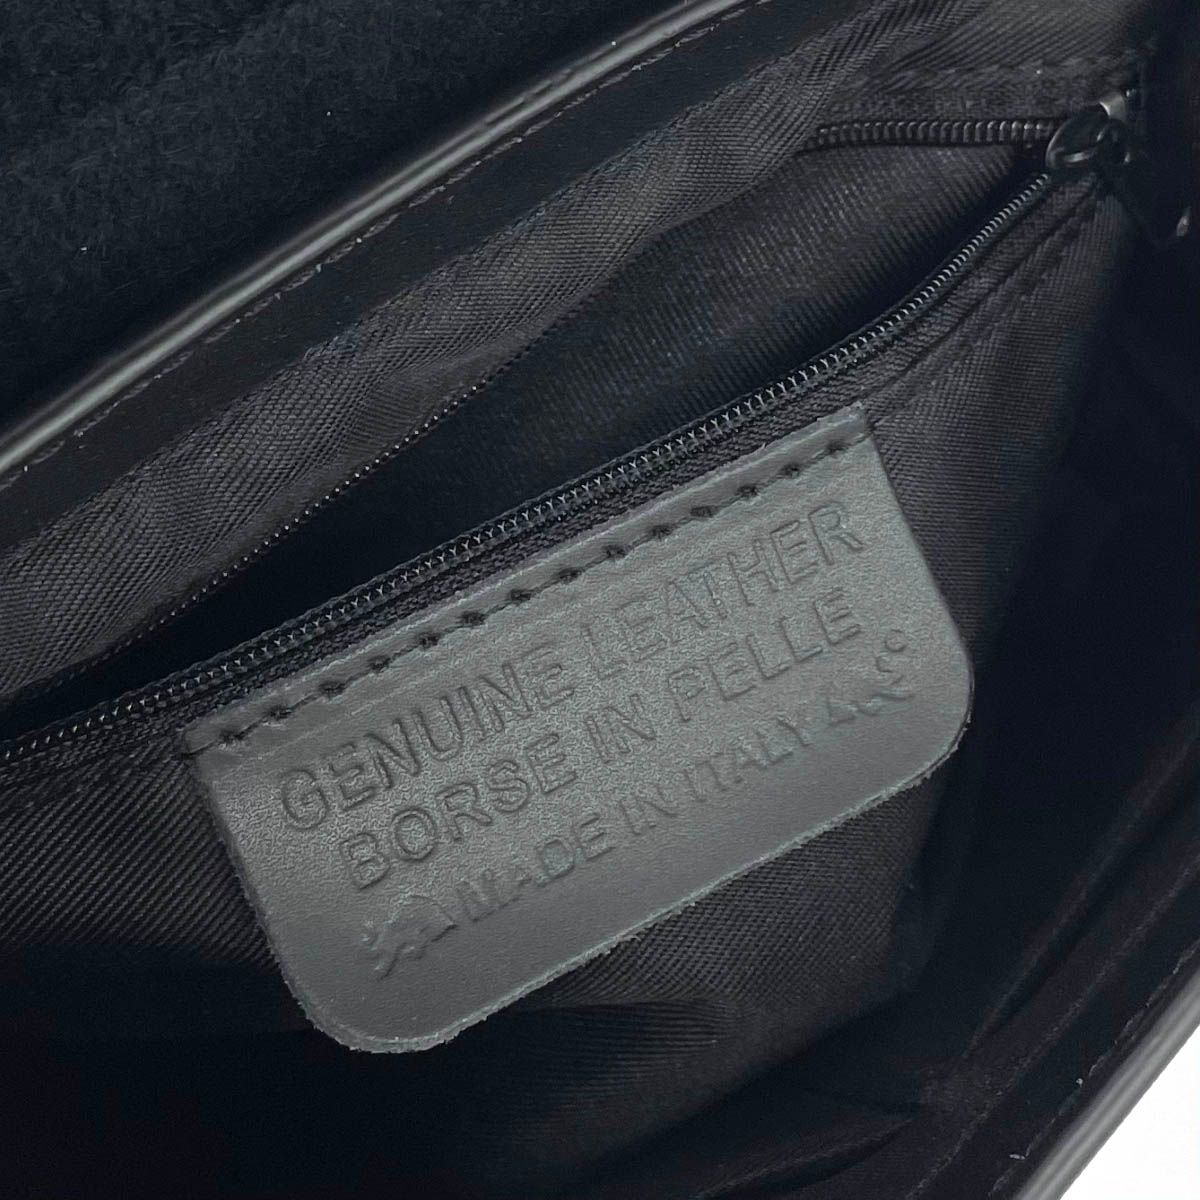 GENUINE LEATHER
BORSE IN PELLE
MADE IN ITALY